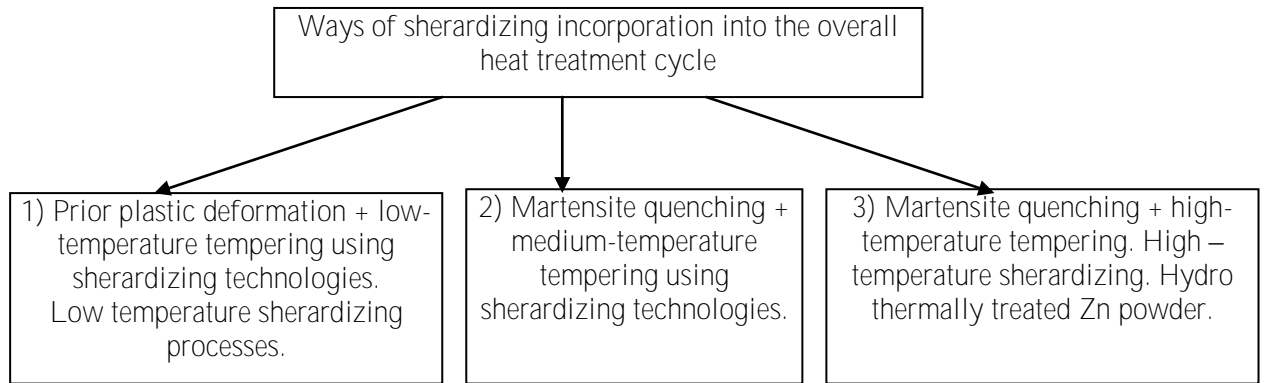 Ways of sherardizing incorporation into the overall
heat treatment cycle
1) Prior plastic deformation + low-
temperature tempering using
sherardizing technologies.
Low temperature sherardizing
processes.
2) Martensite quenching +
medium-temperature
tempering using
sherardizing technologies.
3) Martensite quenching + high-
temperature tempering. High –
temperature sherardizing. Hydro
thermally treated Zn powder.